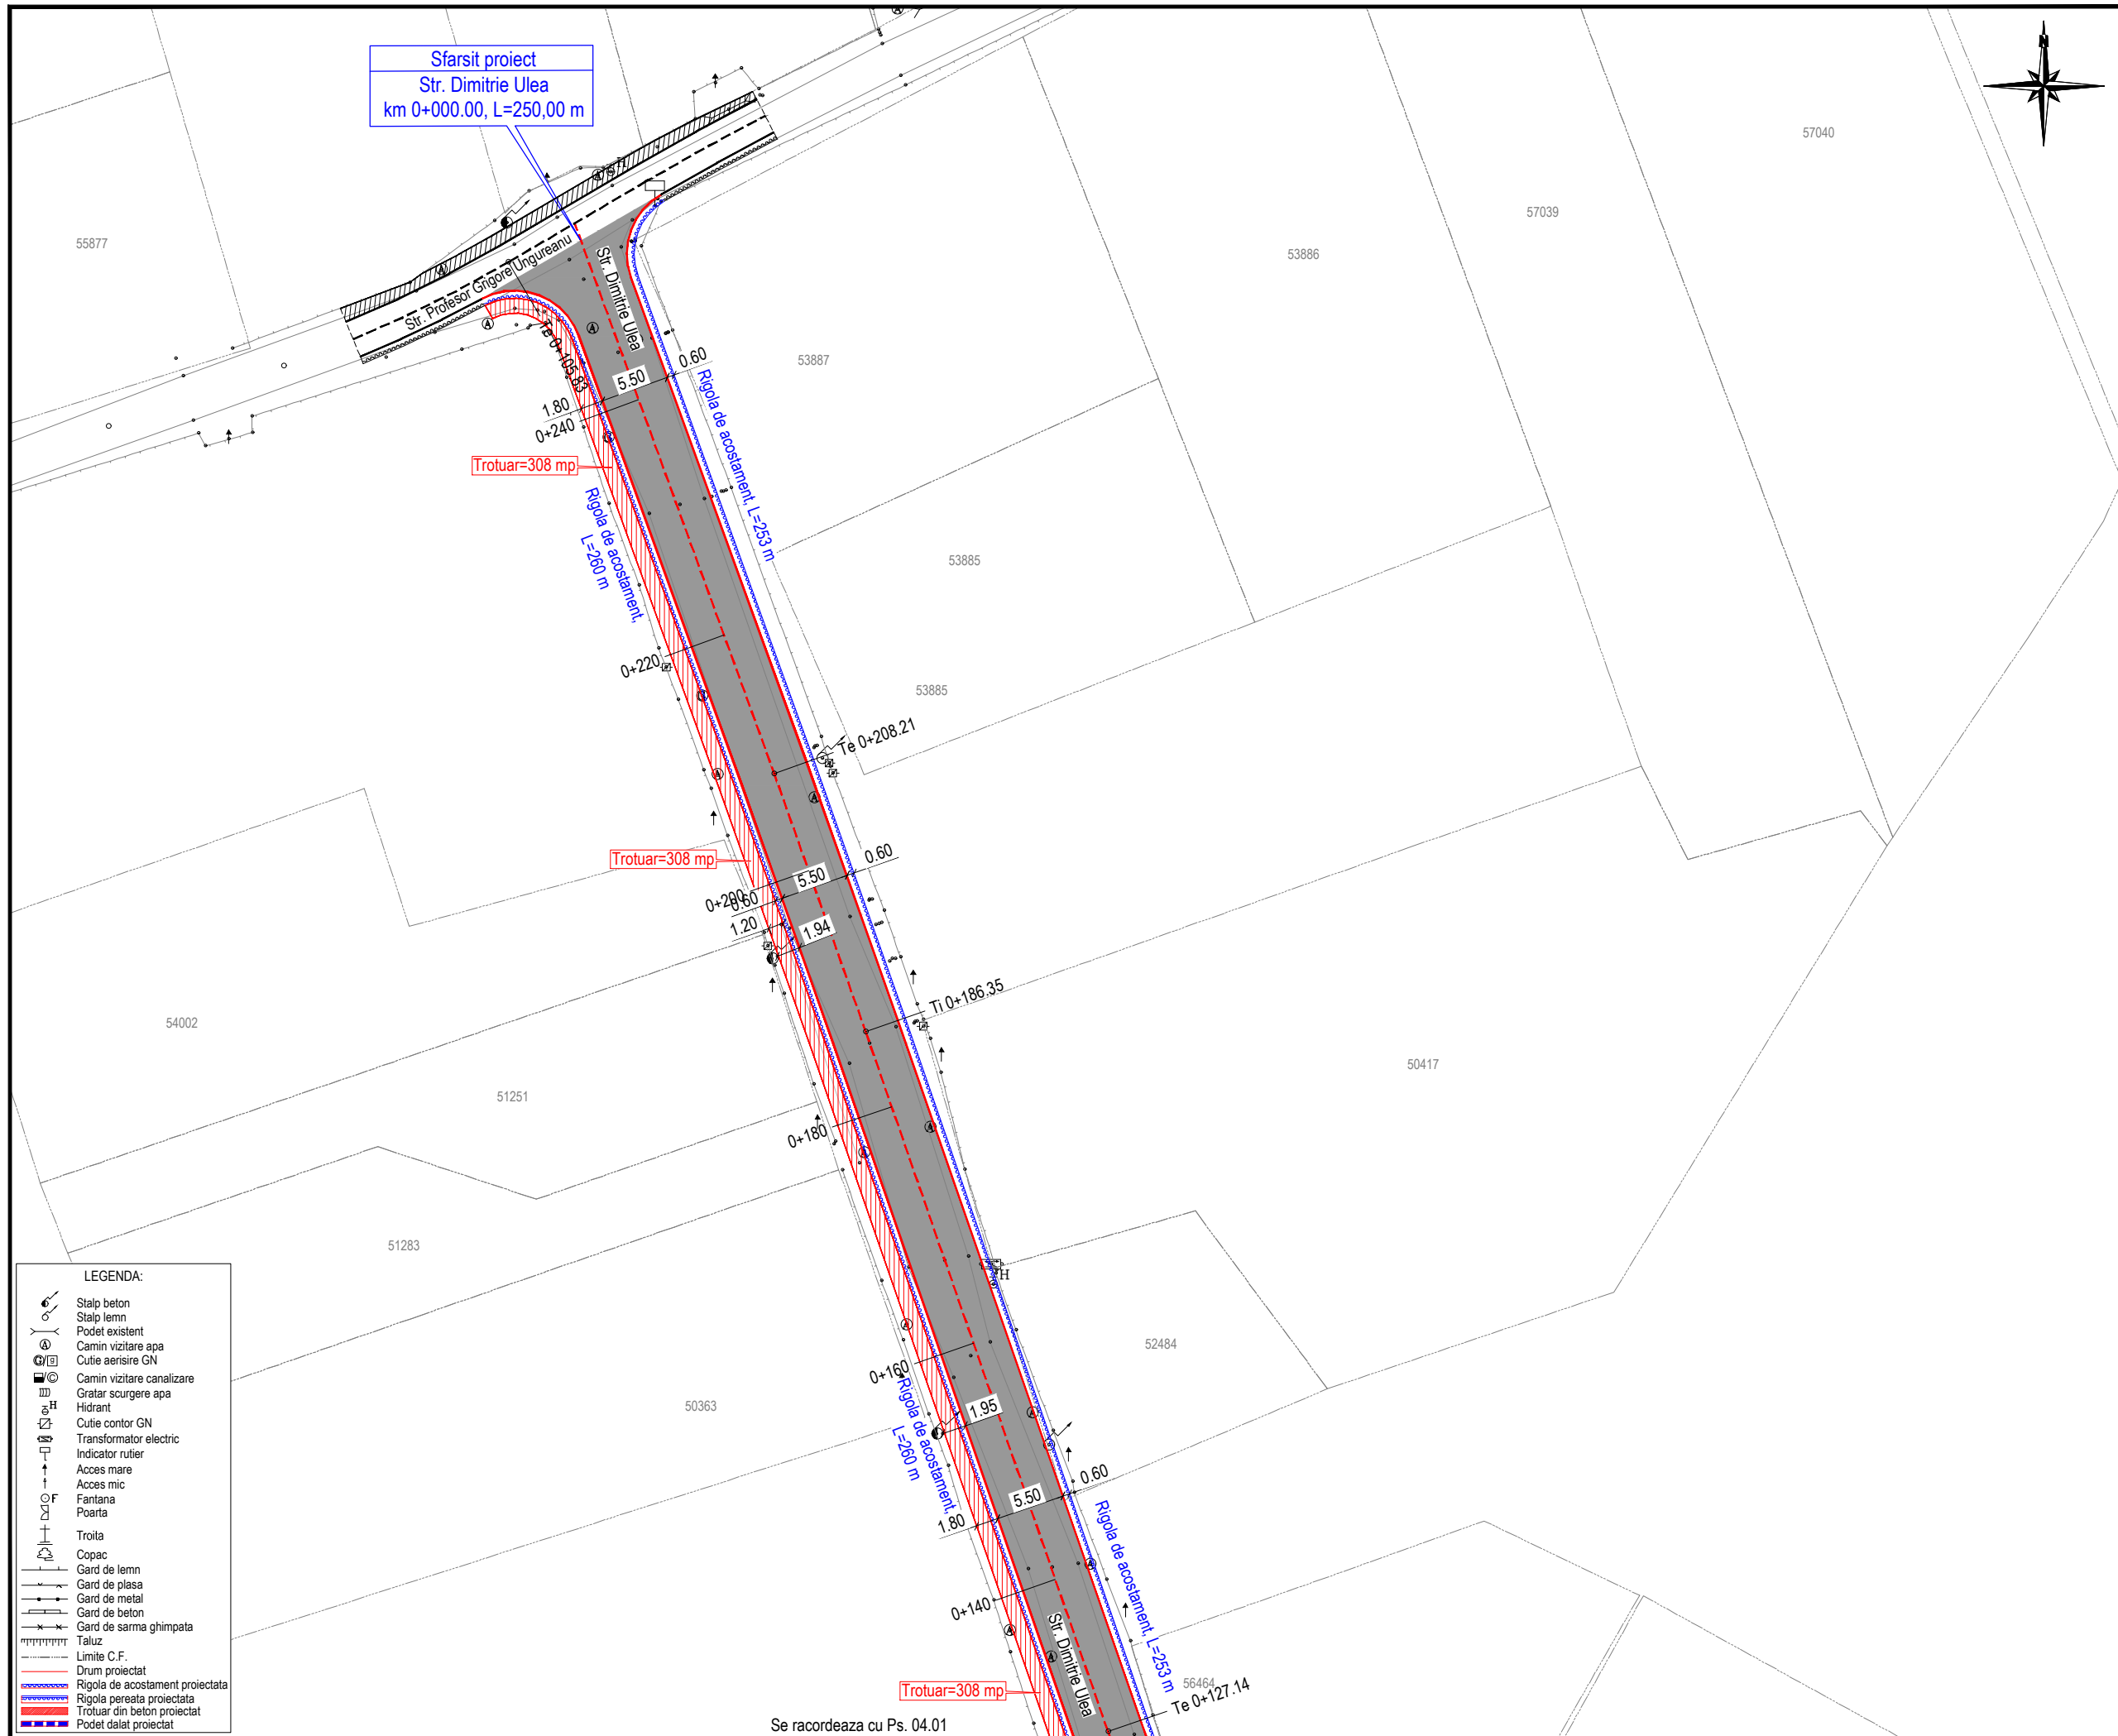 Sfarsit proiect
Str. Dimitrie Ulea
km 0+000.00, L=250,00 m
N
57040
57039
55877
53886
Str. Profesor Grigore Ungureanu
Str. Dimitrie Ulea
H
Te 0+105.83
53887
0.60
5.50
1.80
0+240
Rigola de acostament, L=253 m
Trotuar=308 mp
Rigola de acostament,
L=260 m
53885
0+220
53885
Te 0+208.21
Trotuar=308 mp
0.60
5.50
0+200
0.60
1.20
1.94
Ti 0+186.35
54002
50417
51251
0+180
51283
H
52484
0+160
50363
Rigola de acostament,
L=260 m
1.95
0.60
5.50
1.80
Rigola de acostament, L=253 m
0+140
Str. Dimitrie Ulea
56464
Trotuar=308 mp
Te 0+127.14
Se racordeaza cu Ps. 04.01
LEGENDA:
Stalp beton
Stalp lemn
Podet existent
A Camin vizitare apa
G/g Cutie aerisire GN
C Camin vizitare canalizare
Gratar scurgere apa
H Hidrant
Cutie contor GN
Transformator electric
Indicator rutier
Acces mare
Acces mic
F Fantana
Poarta
Troita
Copac
Gard de lemn
Gard de plasa
Gard de metal
Gard de beton
Gard de sarma ghimpata
Taluz
Limite C.F.
Drum proiectat
Rigola de acostament proiectata
Rigola pereata proiectata
Trotuar din beton proiectat
Podet dalat proiectat